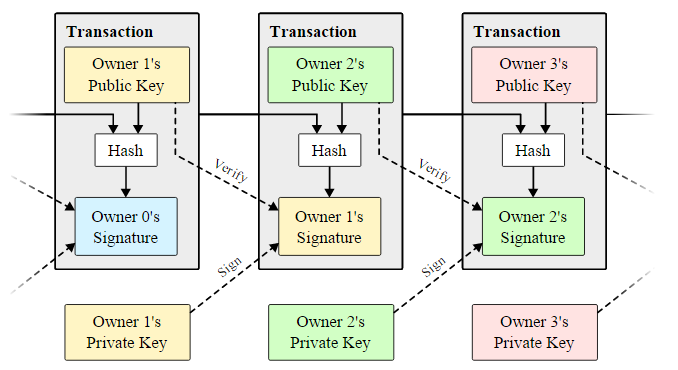 Transaction
Transaction
Transaction
Owner 1's
Public Key
Owner 2's
Public Key
Owner 3's
Public Key
Hash
Hash
Hash
Verify
Verify
Owner 0's
Signature
Owner 1's
Signature
Owner 2's
Signature
Sign
Sign
Owner 1's
Private Key
Owner 2's
Private Key
Owner 3's
Private Key